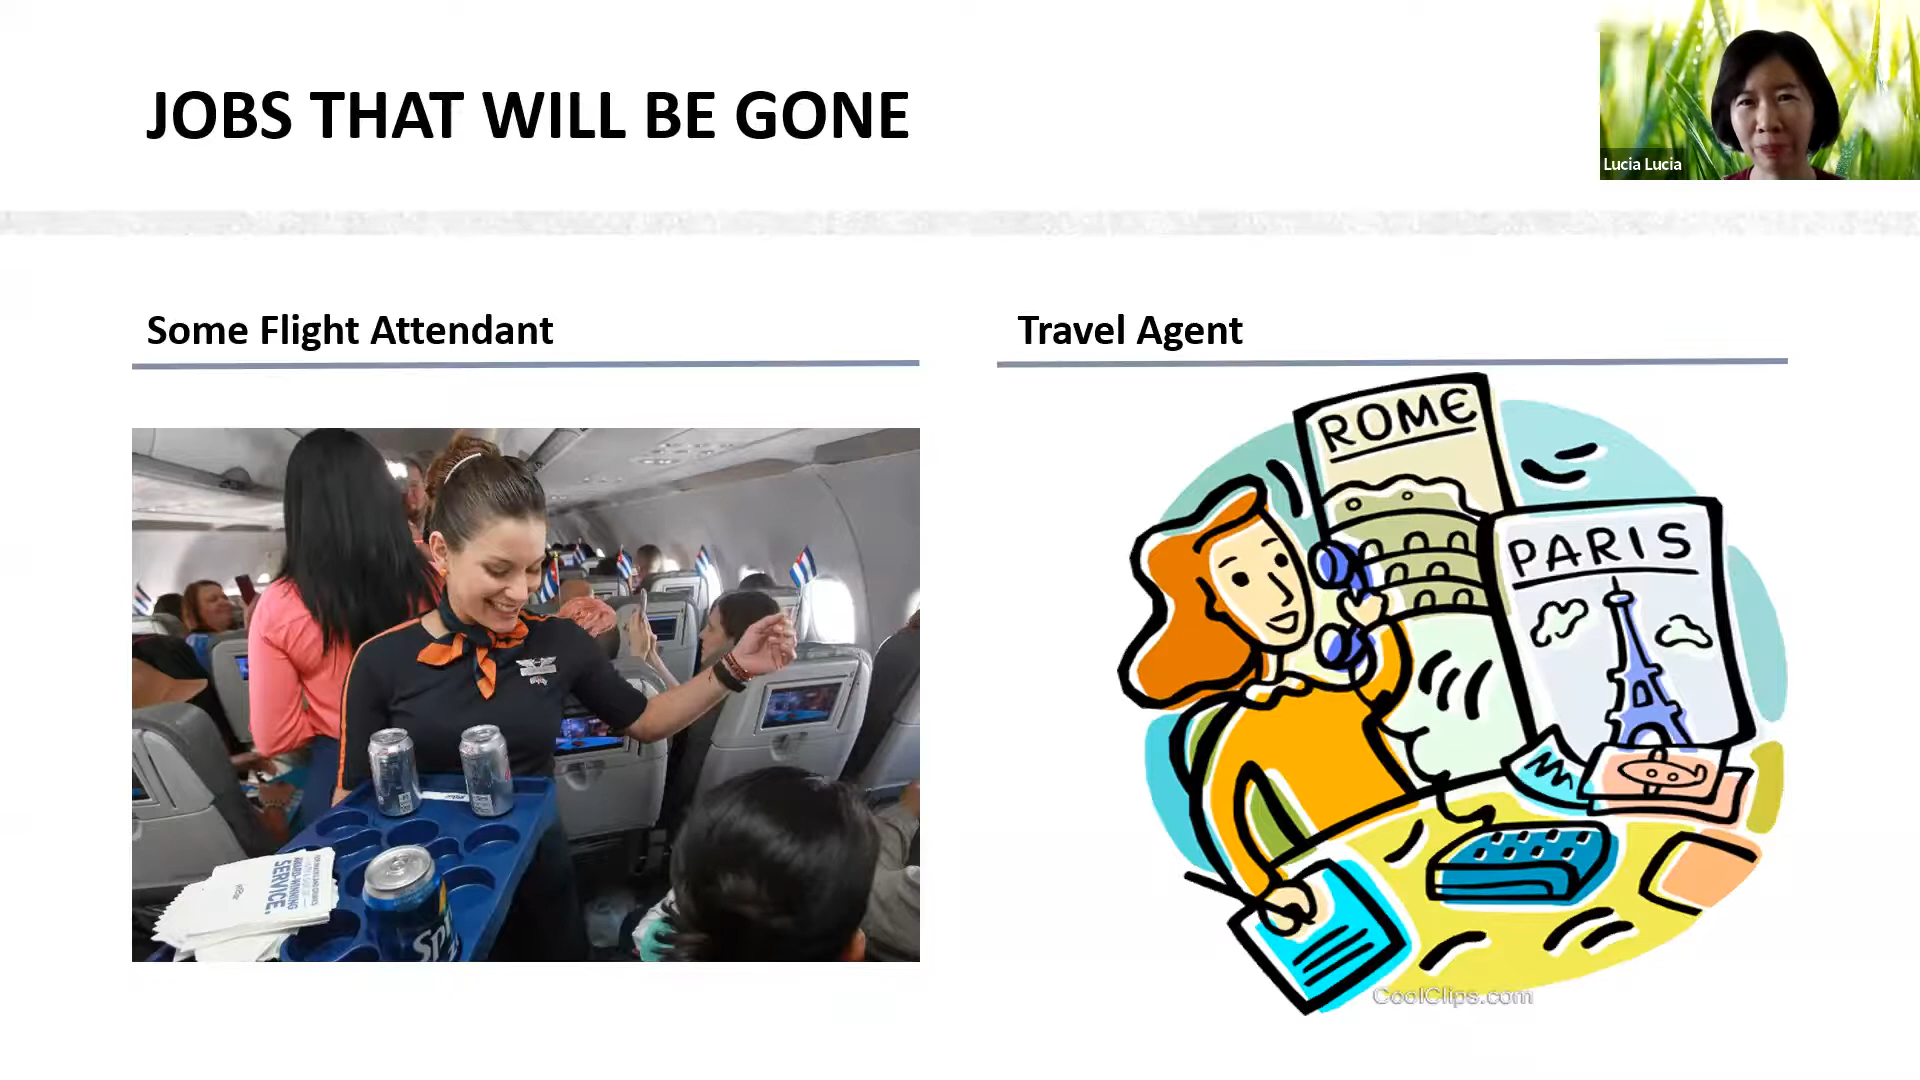 JOBS THAT WILL BE GONE
Lucia Lucia
Some Flight Attendant
Travel Agent
ROME
PARIS
SERVICE.
CoolClips.com